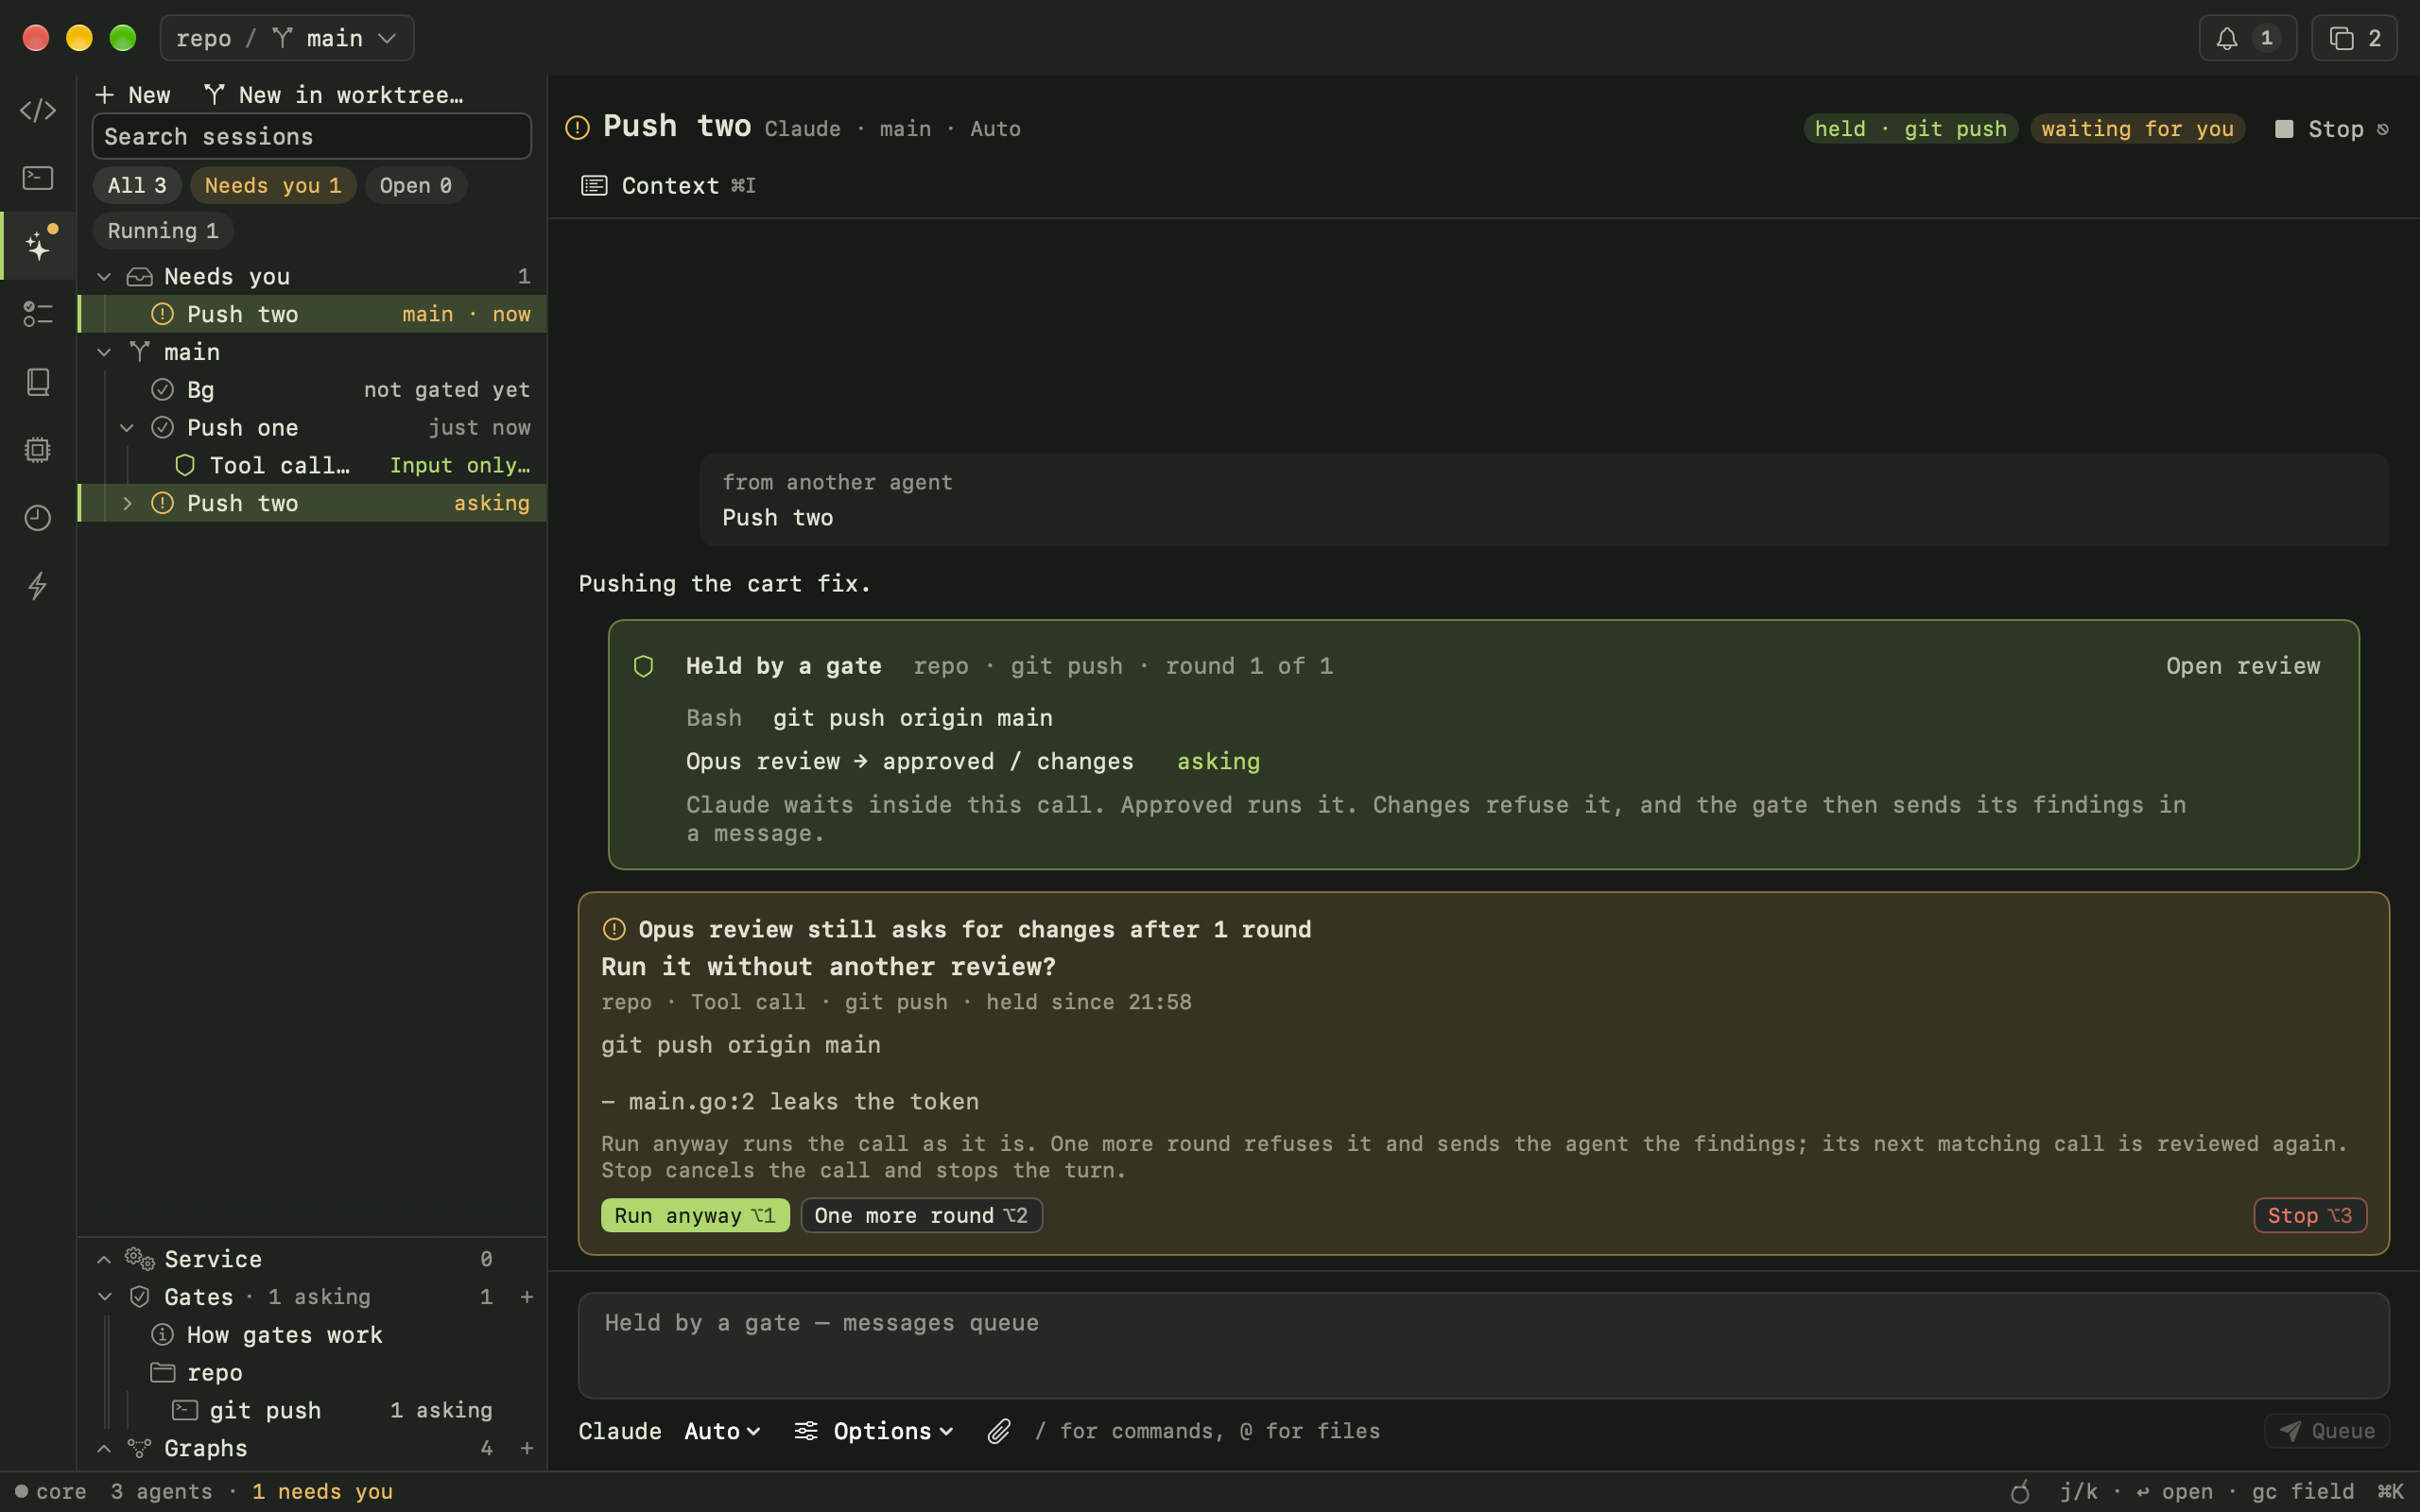 repo / main
1
2
New New in worktree…
Search sessions
All 3 Needs you 1 Open 0
Running 1
Needs you 1
Push two main · now
main
Bg not gated yet
Push one just now
Tool call… Input only…
Push two asking
Service 0
Gates · 1 asking 1 +
How gates work
repo
git push 1 asking
Graphs 4 +
Push two Claude · main · Auto
held · git push waiting for you Stop
Context ⌘I
from another agent
Push two
Pushing the cart fix.
Held by a gate repo · git push · round 1 of 1 Open review
Bash git push origin main
Opus review → approved / changes asking
Claude waits inside this call. Approved runs it. Changes refuse it, and the gate then sends its findings in
a message.
Opus review still asks for changes after 1 round
Run it without another review?
repo · Tool call · git push · held since 21:58
git push origin main
— main.go:2 leaks the token
Run anyway runs the call as it is. One more round refuses it and sends the agent the findings; its next matching call is reviewed again.
Stop cancels the call and stops the turn.
Run anyway ⌥1 One more round ⌥2 Stop ⌥3
Held by a gate — messages queue
Claude Auto Options / for commands, @ for files Queue
core 3 agents · 1 needs you
j/k · ↩ open · gc field ⌘K